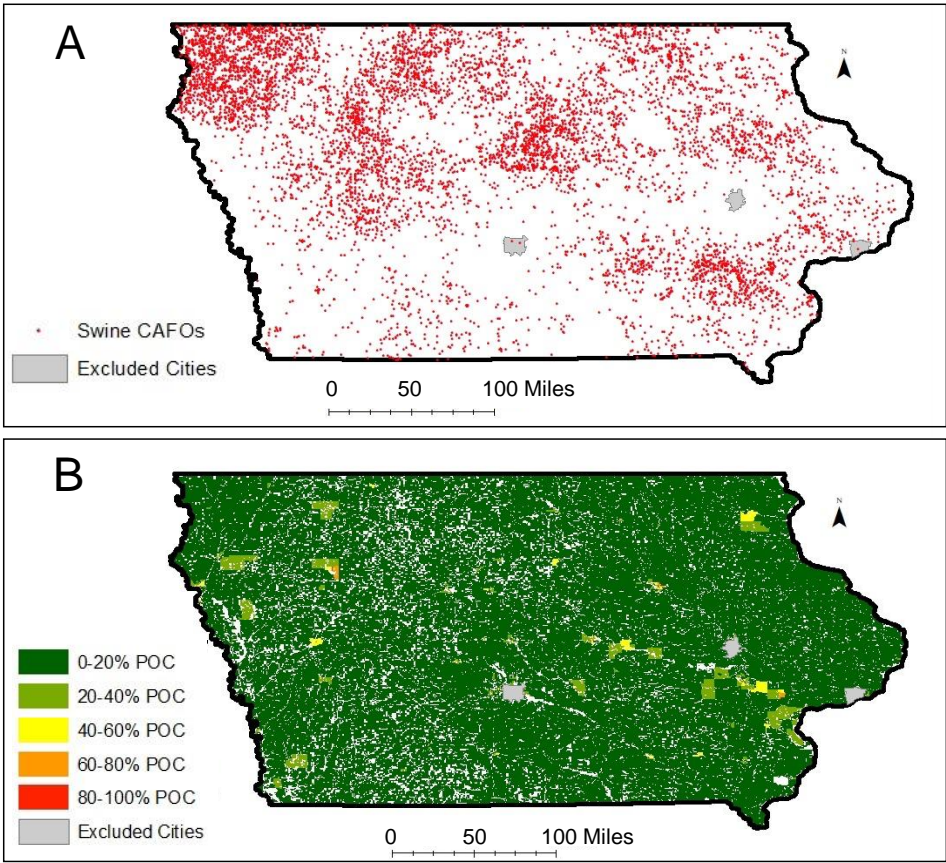 A
N
Swine CAFOs
Excluded Cities
0 50 100 Miles
B
N
0-20% POC
20-40% POC
40-60% POC
60-80% POC
80-100% POC
Excluded Cities
0 50 100 Miles